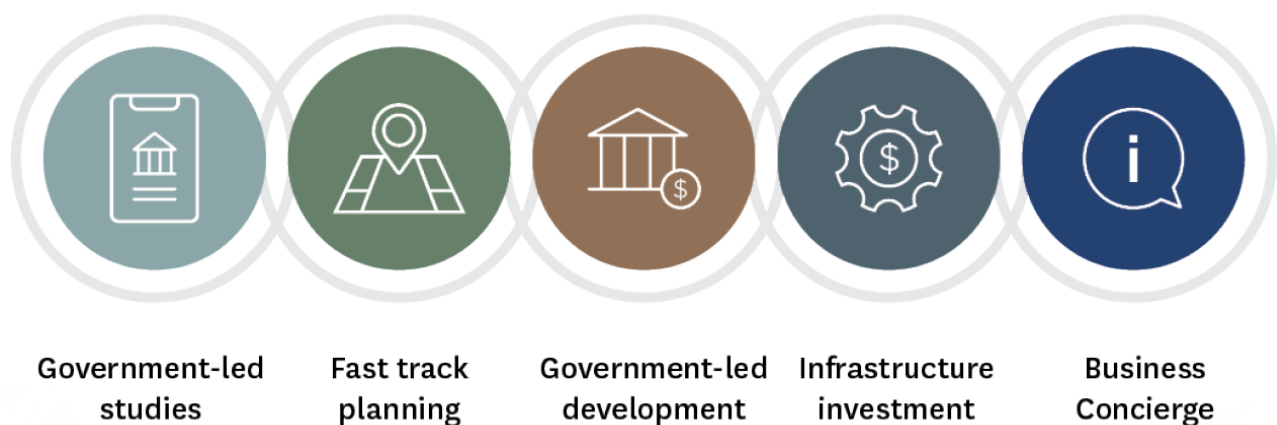 $
$
i
Government-led
studies
Fast track
planning
Government-led
development
Infrastructure
investment
Business
Concierge